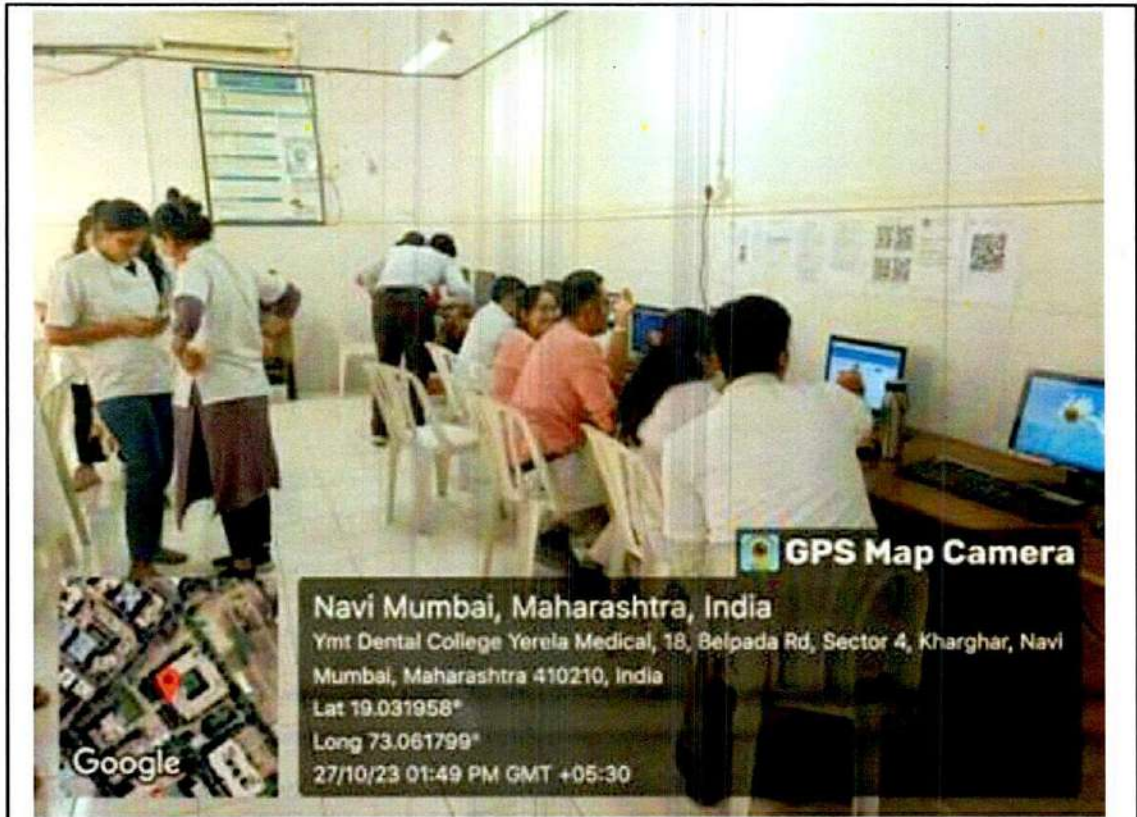 GPS Map Camera
Navi Mumbai, Maharashtra, India
Ymt Dental College Yerela Medical, 18, Belpada Rd, Sector 4, Kharghar, Navi
Mumbai, Maharashtra 410210, India
Lat 19.031958°
Long 73.061799°
27/10/23 01:49 PM GMT +05:30
Google